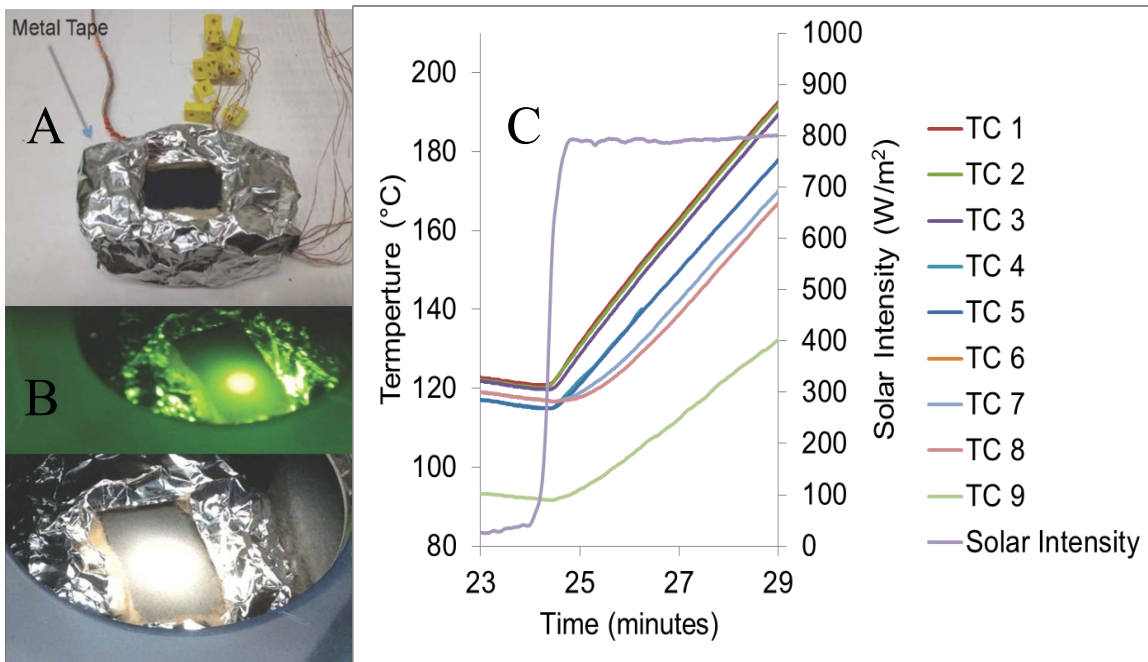 Metal Tape
A
B
C
Termperture (°C)
200
180
160
140
120
100
80
23
25
27
29
Time (minutes)
1000
900
800
700
600
500
400
300
200
100
0
Solar Intensity (W/m²)
TC 1
TC 2
TC 3
TC 4
TC 5
TC 6
TC 7
TC 8
TC 9
Solar Intensity